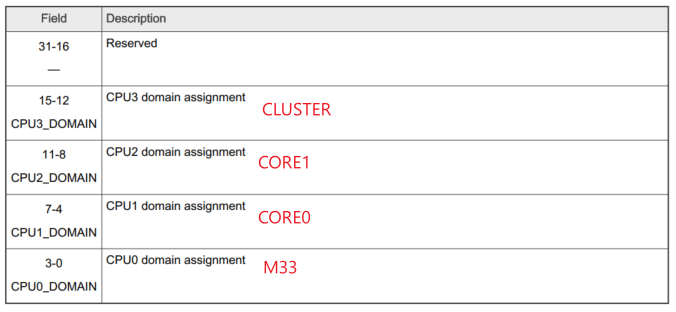 Field Description
31-16 Reserved
—
15-12 CPU3 domain assignment CLUSTER
CPU3_DOMAIN
11-8 CPU2 domain assignment CORE1
CPU2_DOMAIN
7-4 CPU1 domain assignment CORE0
CPU1_DOMAIN
3-0 CPU0 domain assignment M33
CPU0_DOMAIN